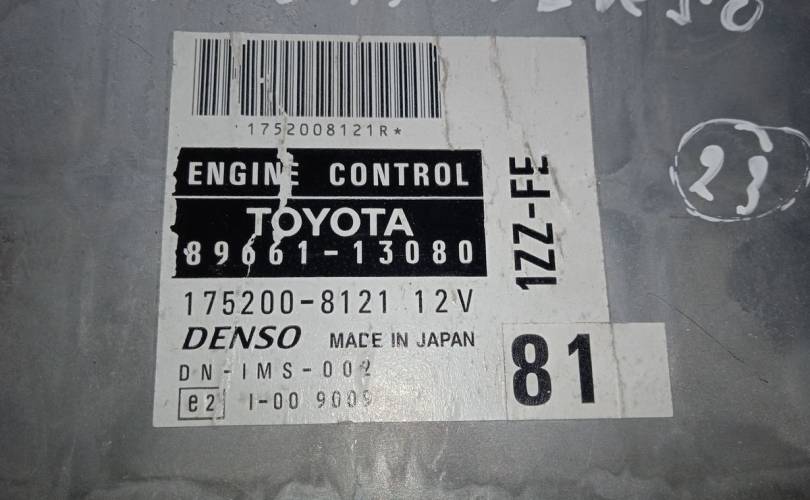 1752008121R*
ENGINE CONTROL
TOYOTA
89661-13080
175200-8121 12V
DENSO MADE IN JAPAN
DN-IMS-002
e2 I-00 9009
1ZZ-FE
81
23